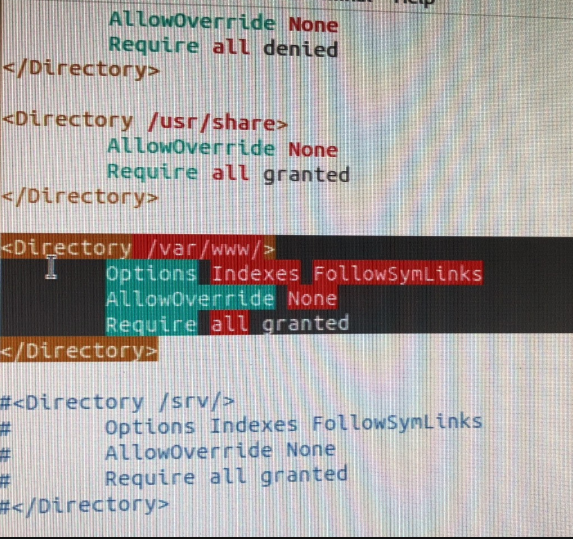 Help
AllowOverride None
Require all denied
</Directory>
<Directory /usr/share>
AllowOverride None
Require all granted
</Directory>
<Directory /var/www/>
Options Indexes FollowSymLinks
AllowOverride None
Require all granted
</Directory>
#<Directory /srv/>
# Options Indexes FollowSymLinks
# AllowOverride None
# Require all granted
#</Directory>